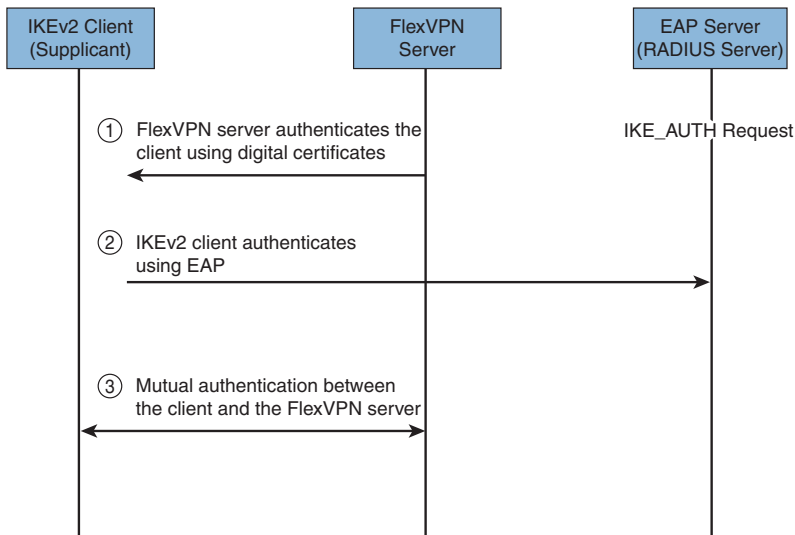 IKEv2 Client
(Supplicant)
FlexVPN
Server
EAP Server
(RADIUS Server)
1 FlexVPN server authenticates the
client using digital certificates
IKE_AUTH Request
2 IKEv2 client authenticates
using EAP
3 Mutual authentication between
the client and the FlexVPN server